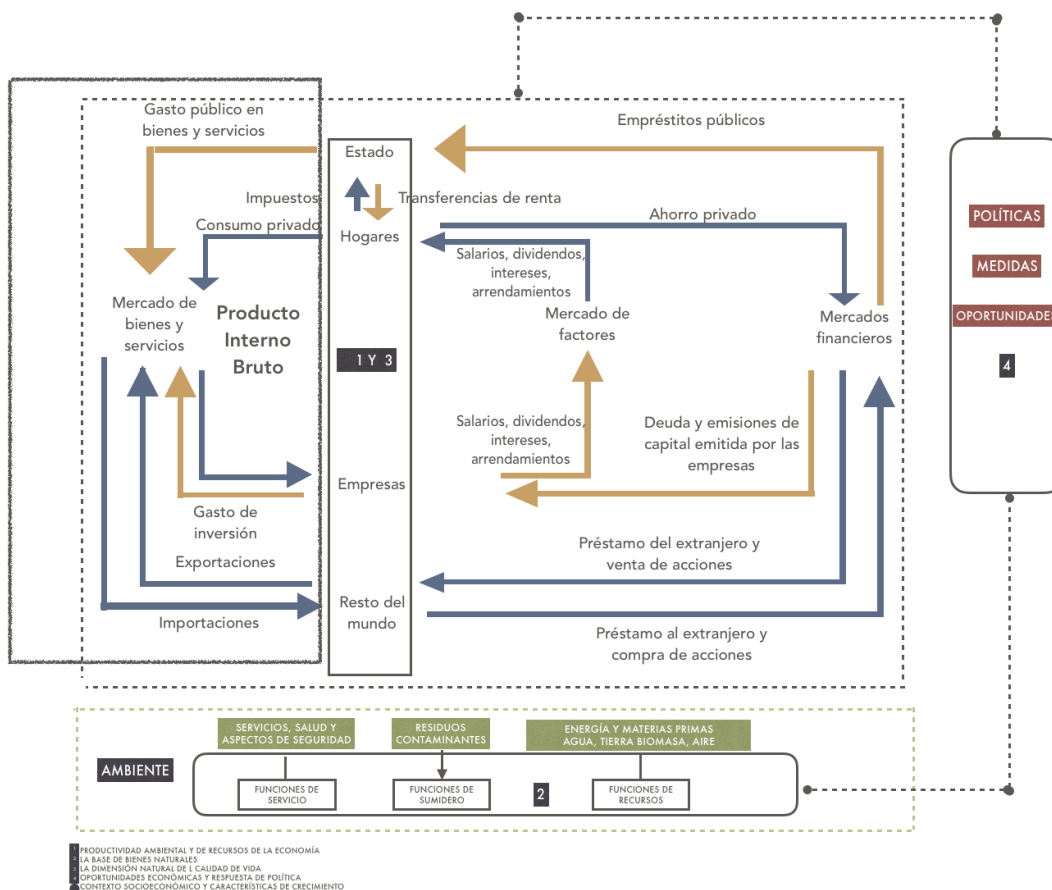 Gasto público en
bienes y servicios
Empréstitos públicos
Estado
Impuestos
Transferencias de renta
Consumo privado
Hogares
Ahorro privado
Salarios, dividendos,
intereses,
arrendamientos
Mercado de
bienes y
servicios
Producto
Interno
Bruto
Mercado de
factores
Mercados
financieros
1 Y 3
Salarios, dividendos,
intereses,
arrendamientos
Deuda y emisiones de
capital emitida por las
empresas
Empresas
Gasto de
inversión
Exportaciones
Préstamo del extranjero y
venta de acciones
Resto del
mundo
Importaciones
Préstamo al extranjero y
compra de acciones
POLÍTICAS
MEDIDAS
OPORTUNIDADES
4
SERVICIOS, SALUD Y
ASPECTOS DE SEGURIDAD
RESIDUOS
CONTAMINANTES
ENERGÍA Y MATERIAS PRIMAS
AGUA, TIERRA BIOMASA, AIRE
AMBIENTE
FUNCIONES DE
SERVICIO
FUNCIONES DE
SUMIDERO
2
FUNCIONES DE
RECURSOS
1 PRODUCTIVIDAD AMBIENTAL Y DE RECURSOS DE LA ECONOMÍA
2 LA BASE DE BIENES NATURALES
3 LA DIMENSIÓN NATURAL DE L CALIDAD DE VIDA
4 OPORTUNIDADES ECONÓMICAS Y RESPUESTA DE POLÍTICA
CONTEXTO SOCIOECONÓMICO Y CARACTERÍSTICAS DE CRECIMIENTO